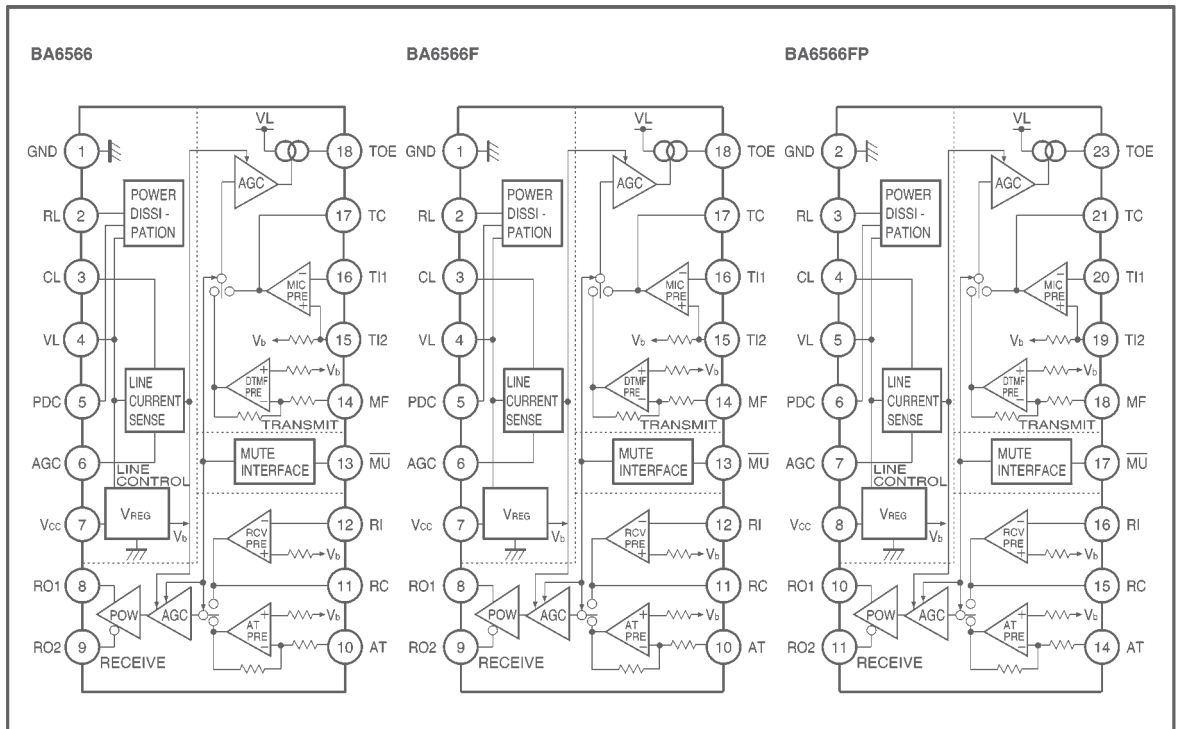 BA6566
GND 1
RL 2
CL 3
VL 4
PDC 5
AGC 6
Vcc 7
RO1 8
RO2 9
18 TOE
17 TC
16 TI1
15 TI2
14 MF
13 MU
12 RI
11 RC
10 AT
VL
AGC
POWER
DISSI-
PATION
MIC
PRE
− +
Vb
LINE
CURRENT
SENSE
DTMF
PRE
+ −
Vb
TRANSMIT
MUTE
INTERFACE
LINE
CONTROL
VREG
Vb
RCV
PRE
− +
Vb
POW
AGC
AT
PRE
+ −
Vb
RECEIVE
BA6566F
GND 1
RL 2
CL 3
VL 4
PDC 5
AGC 6
Vcc 7
RO1 8
RO2 9
18 TOE
17 TC
16 TI1
15 TI2
14 MF
13 MU
12 RI
11 RC
10 AT
VL
AGC
POWER
DISSI-
PATION
MIC
PRE
− +
Vb
LINE
CURRENT
SENSE
DTMF
PRE
+ −
Vb
TRANSMIT
MUTE
INTERFACE
VREG
Vb
RCV
PRE
− +
Vb
POW
AGC
AT
PRE
+ −
Vb
RECEIVE
BA6566FP
GND 2
RL 3
CL 4
VL 5
PDC 6
AGC 7
Vcc 8
RO1 10
RO2 11
23 TOE
21 TC
20 TI1
19 TI2
18 MF
17 MU
16 RI
15 RC
14 AT
VL
AGC
POWER
DISSI-
PATION
MIC
PRE
− +
Vb
LINE
CURRENT
SENSE
DTMF
PRE
+ −
Vb
TRANSMIT
MUTE
INTERFACE
LINE
CONTROL
VREG
Vb
RCV
PRE
− +
Vb
POW
AGC
AT
PRE
+ −
Vb
RECEIVE